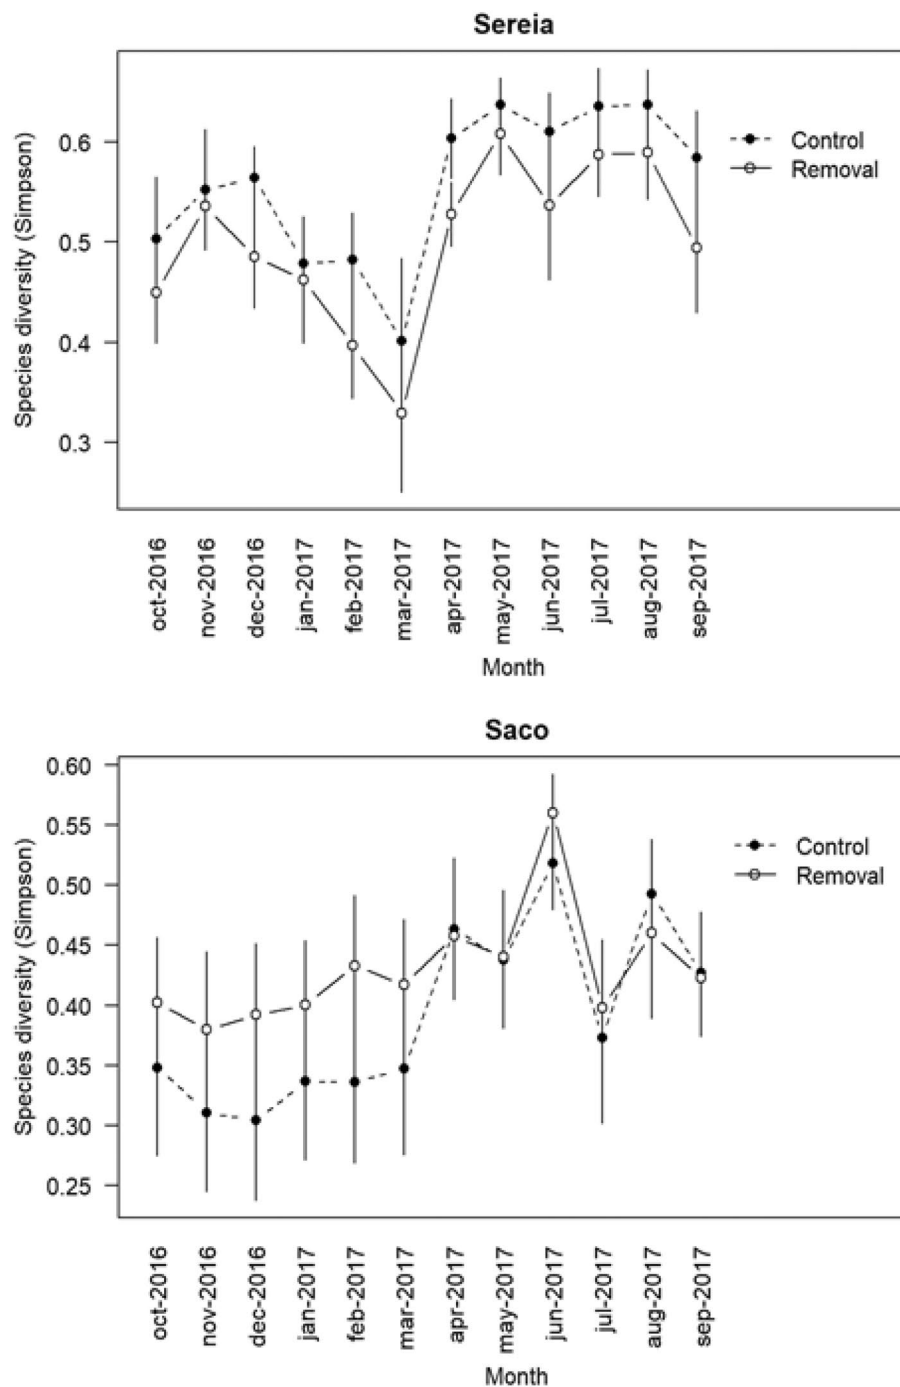 Sereia
Species diversity (Simpson)
0.6
0.5
0.4
0.3
Control
Removal
oct-2016
nov-2016
dec-2016
jan-2017
feb-2017
mar-2017
apr-2017
may-2017
jun-2017
jul-2017
aug-2017
sep-2017
Month
Saco
Species diversity (Simpson)
0.60
0.55
0.50
0.45
0.40
0.35
0.30
0.25
Control
Removal
oct-2016
nov-2016
dec-2016
jan-2017
feb-2017
mar-2017
apr-2017
may-2017
jun-2017
jul-2017
aug-2017
sep-2017
Month